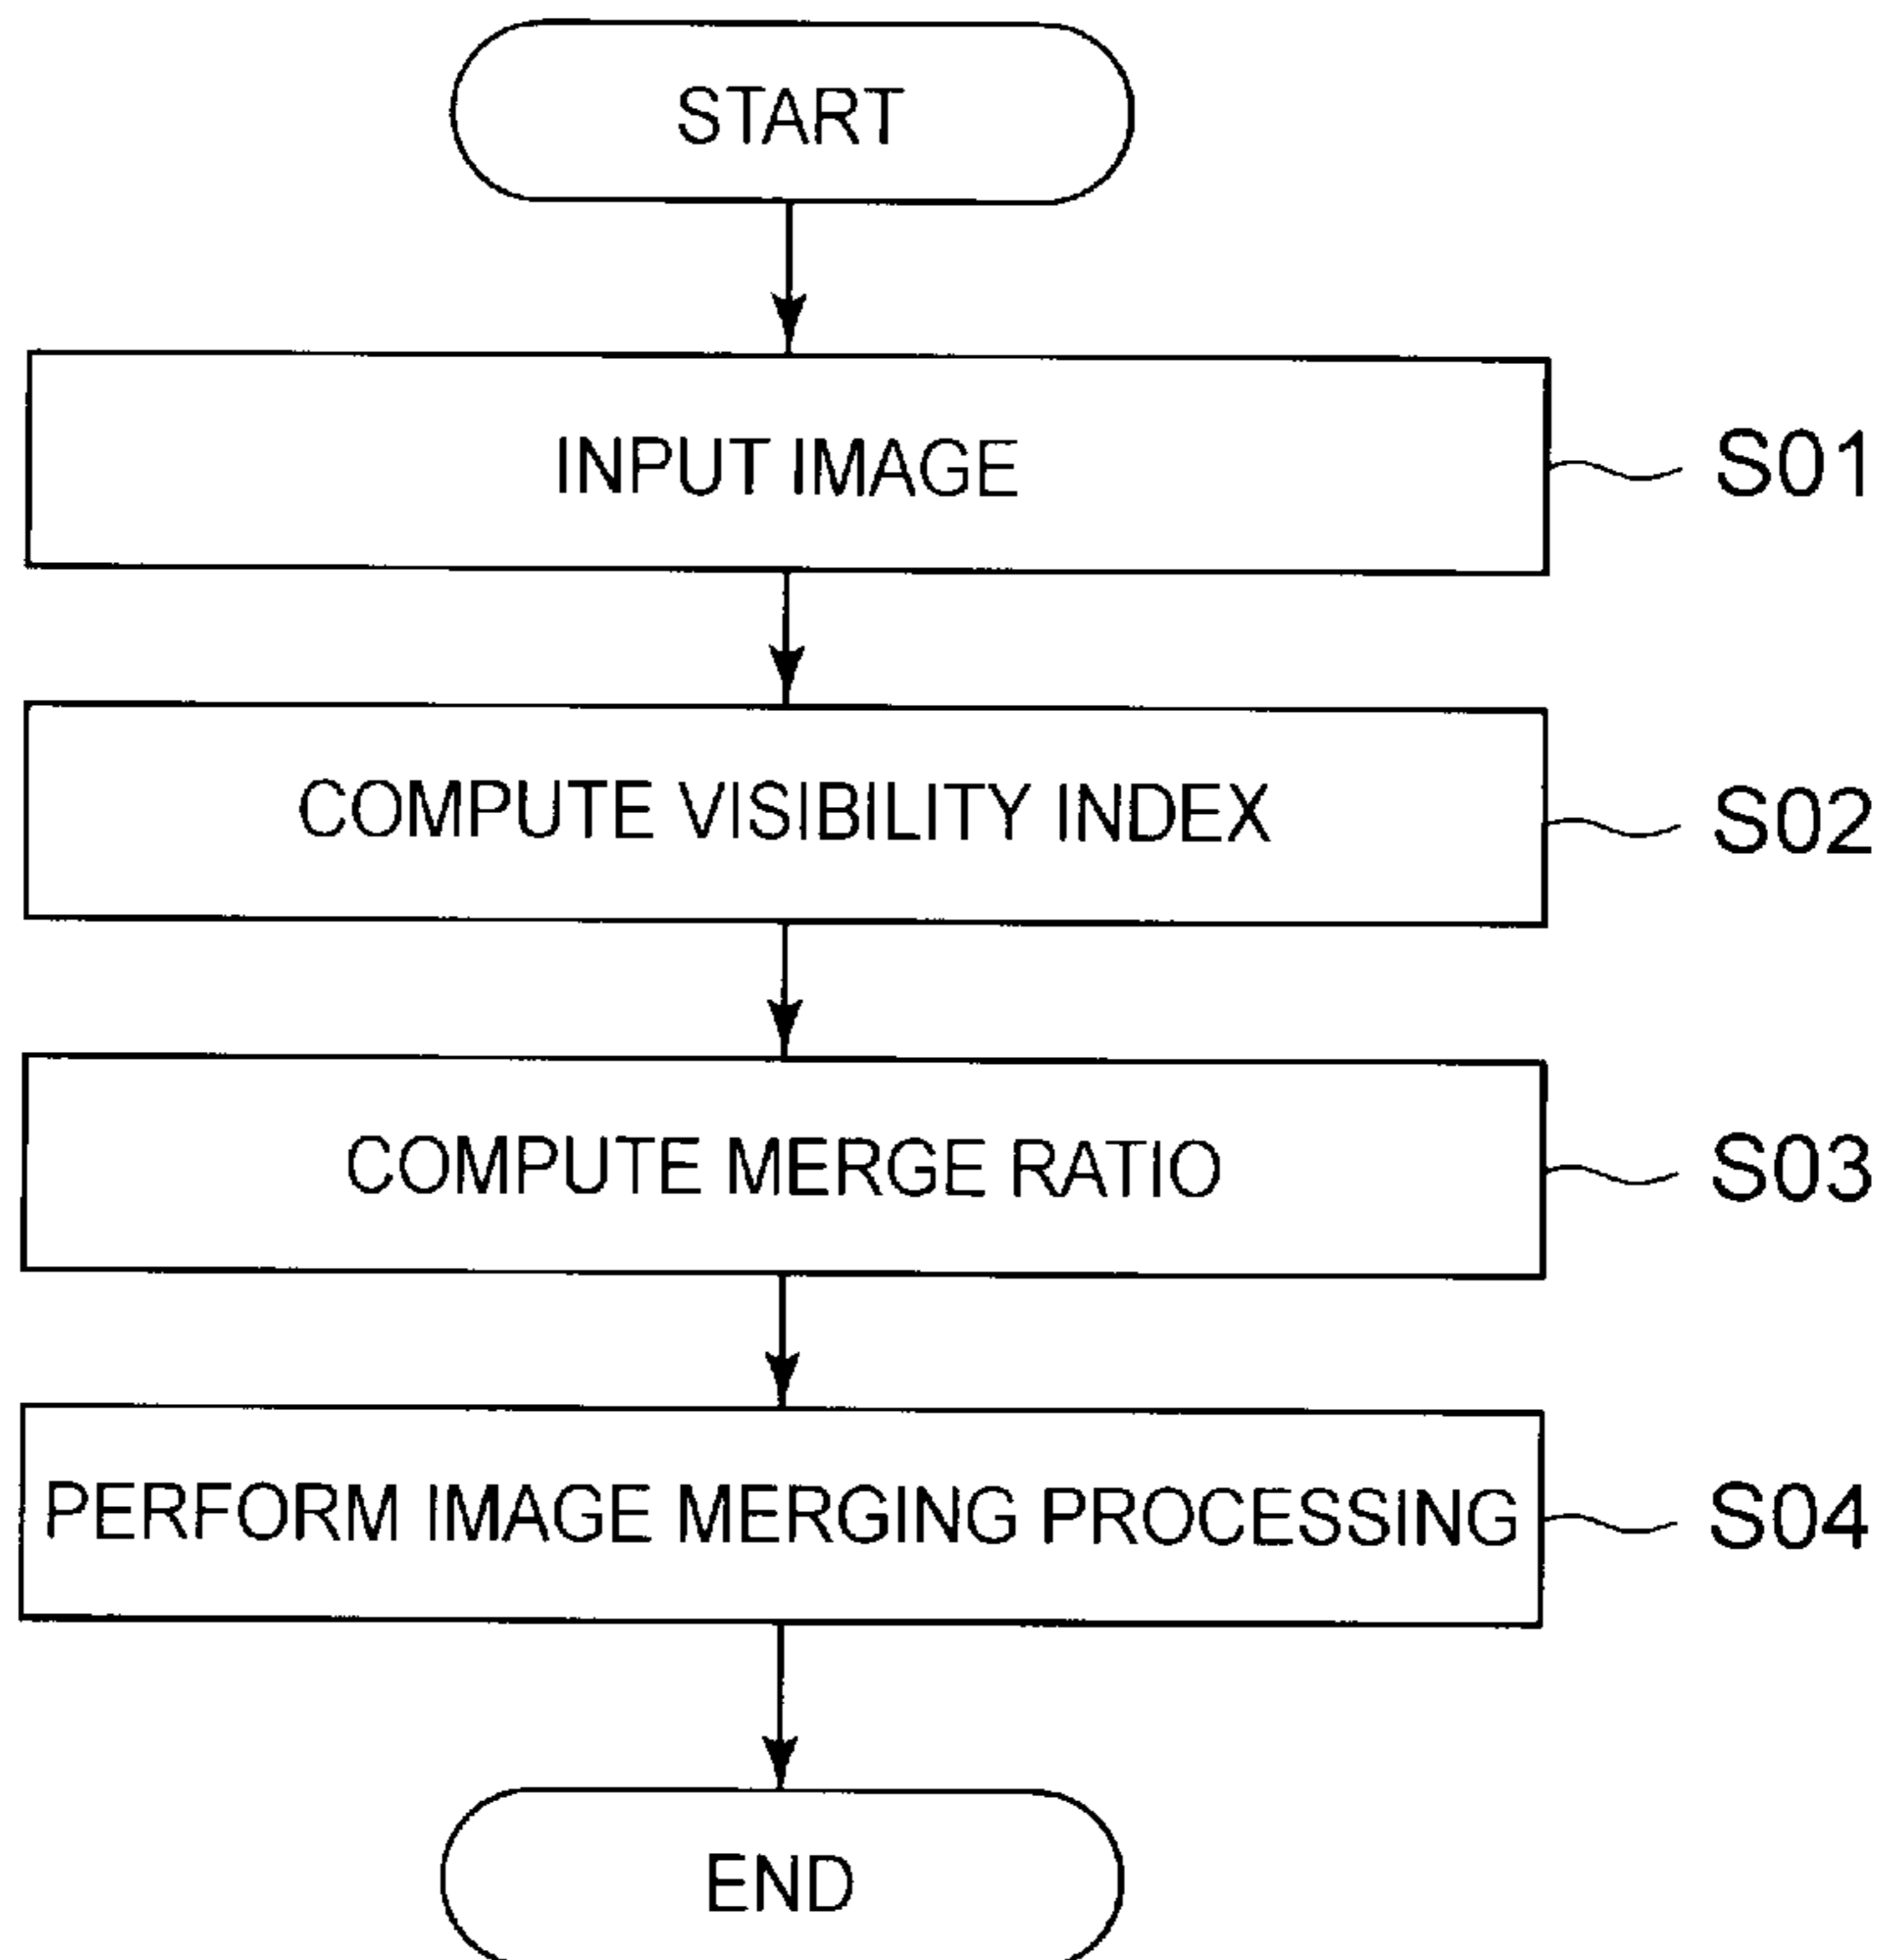 START
INPUT IMAGE
S01
COMPUTE VISIBILITY INDEX
S02
COMPUTE MERGE RATIO
S03
PERFORM IMAGE MERGING PROCESSING
S04
END